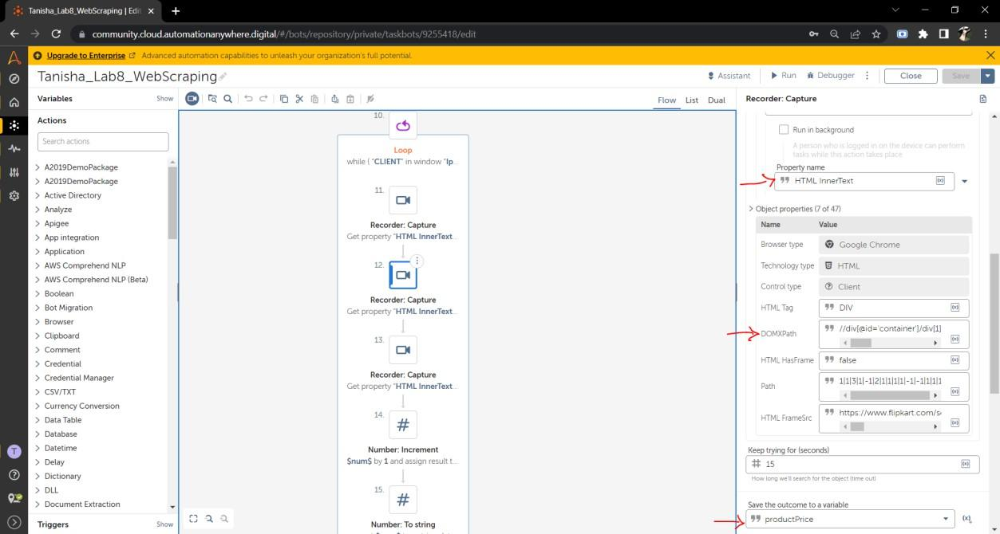 Tanisha_Lab8_WebScraping | Edit
community.cloud.automationanywhere.digital/#/bots/repository/private/taskbots/9255418/edit
Upgrade to Enterprise Advanced automation capabilities to unleash your organization's full potential.
Tanisha_Lab8_WebScraping
Assistant Run Debugger Close Save
Variables Show
Flow List Dual
Recorder: Capture
Actions
Search actions
A2019DemoPackage
A2019DemoPackage
Active Directory
Analyze
Apigee
App integration
Application
AWS Comprehend NLP
AWS Comprehend NLP (Beta)
Boolean
Bot Migration
Browser
Clipboard
Comment
Credential
Credential Manager
CSV/TXT
Currency Conversion
Data Table
Database
Datetime
Delay
Dictionary
DLL
Document Extraction
Triggers Show
T
10.
Loop
while ( "CLIENT" in window "Ip...
11.
Recorder: Capture
Get property "HTML InnerText...
12.
Recorder: Capture
Get property "HTML InnerText...
13.
Recorder: Capture
Get property "HTML InnerText...
14.
#
Number: Increment
$num$ by 1 and assign result t...
15.
#
Number: To string
Run in background
A person who is logged in on the device can perform
tasks while this action takes place
Property name
HTML InnerText
Object properties (7 of 47)
Name Value
Browser type Google Chrome
Technology type HTML
Control type Client
HTML Tag DIV
DOMXPath //div[@id='container']/div[1]
HTML HasFrame false
Path 1|1|3|1|-1|2|1|1|1|1|-1|-1|1|1|1
HTML FrameSrc https://www.flipkart.com/s
Keep trying for (seconds)
# 15
How long we'll search for the object (time out)
Save the outcome to a variable
productPrice